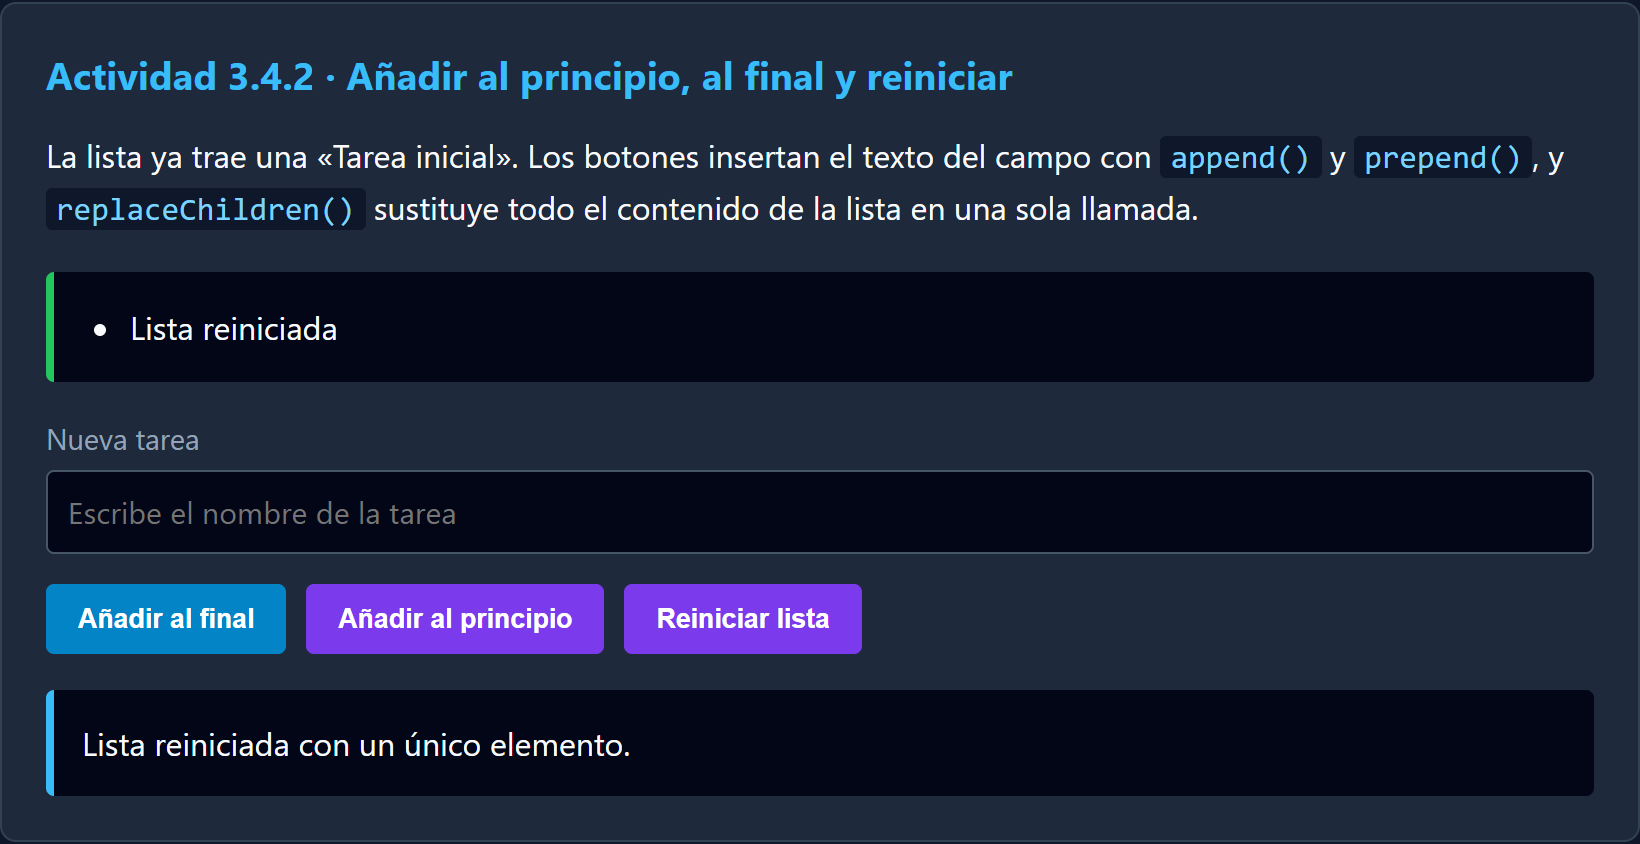 Actividad 3.4.2 · Añadir al principio, al final y reiniciar
La lista ya trae una «Tarea inicial». Los botones insertan el texto del campo con append() y prepend(), y
replaceChildren() sustituye todo el contenido de la lista en una sola llamada.
• Lista reiniciada
Nueva tarea
Escribe el nombre de la tarea
Añadir al final Añadir al principio Reiniciar lista
Lista reiniciada con un único elemento.